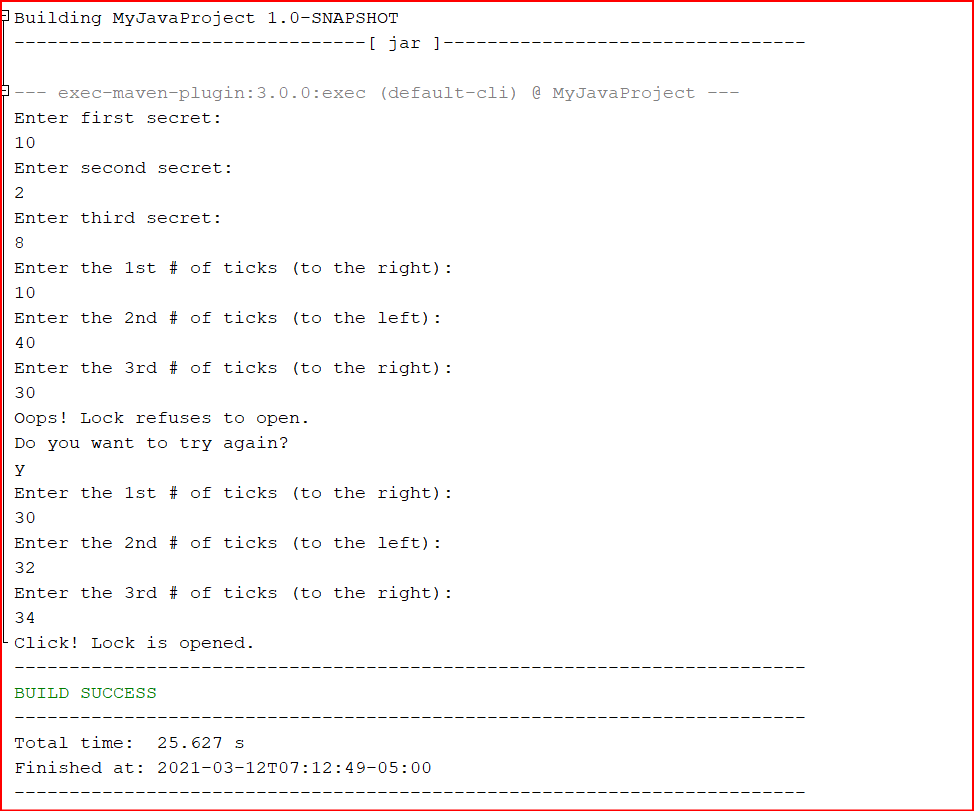 Building MyJavaProject 1.0-SNAPSHOT
--------------------------------[ jar ]---------------------------------
--- exec-maven-plugin:3.0.0:exec (default-cli) @ MyJavaProject ---
Enter first secret:
10
Enter second secret:
2
Enter third secret:
8
Enter the 1st # of ticks (to the right):
10
Enter the 2nd # of ticks (to the left):
40
Enter the 3rd # of ticks (to the right):
30
Oops! Lock refuses to open.
Do you want to try again?
y
Enter the 1st # of ticks (to the right):
30
Enter the 2nd # of ticks (to the left):
32
Enter the 3rd # of ticks (to the right):
34
Click! Lock is opened.
------------------------------------------------------------------------
BUILD SUCCESS
------------------------------------------------------------------------
Total time:  25.627 s
Finished at: 2021-03-12T07:12:49-05:00
------------------------------------------------------------------------